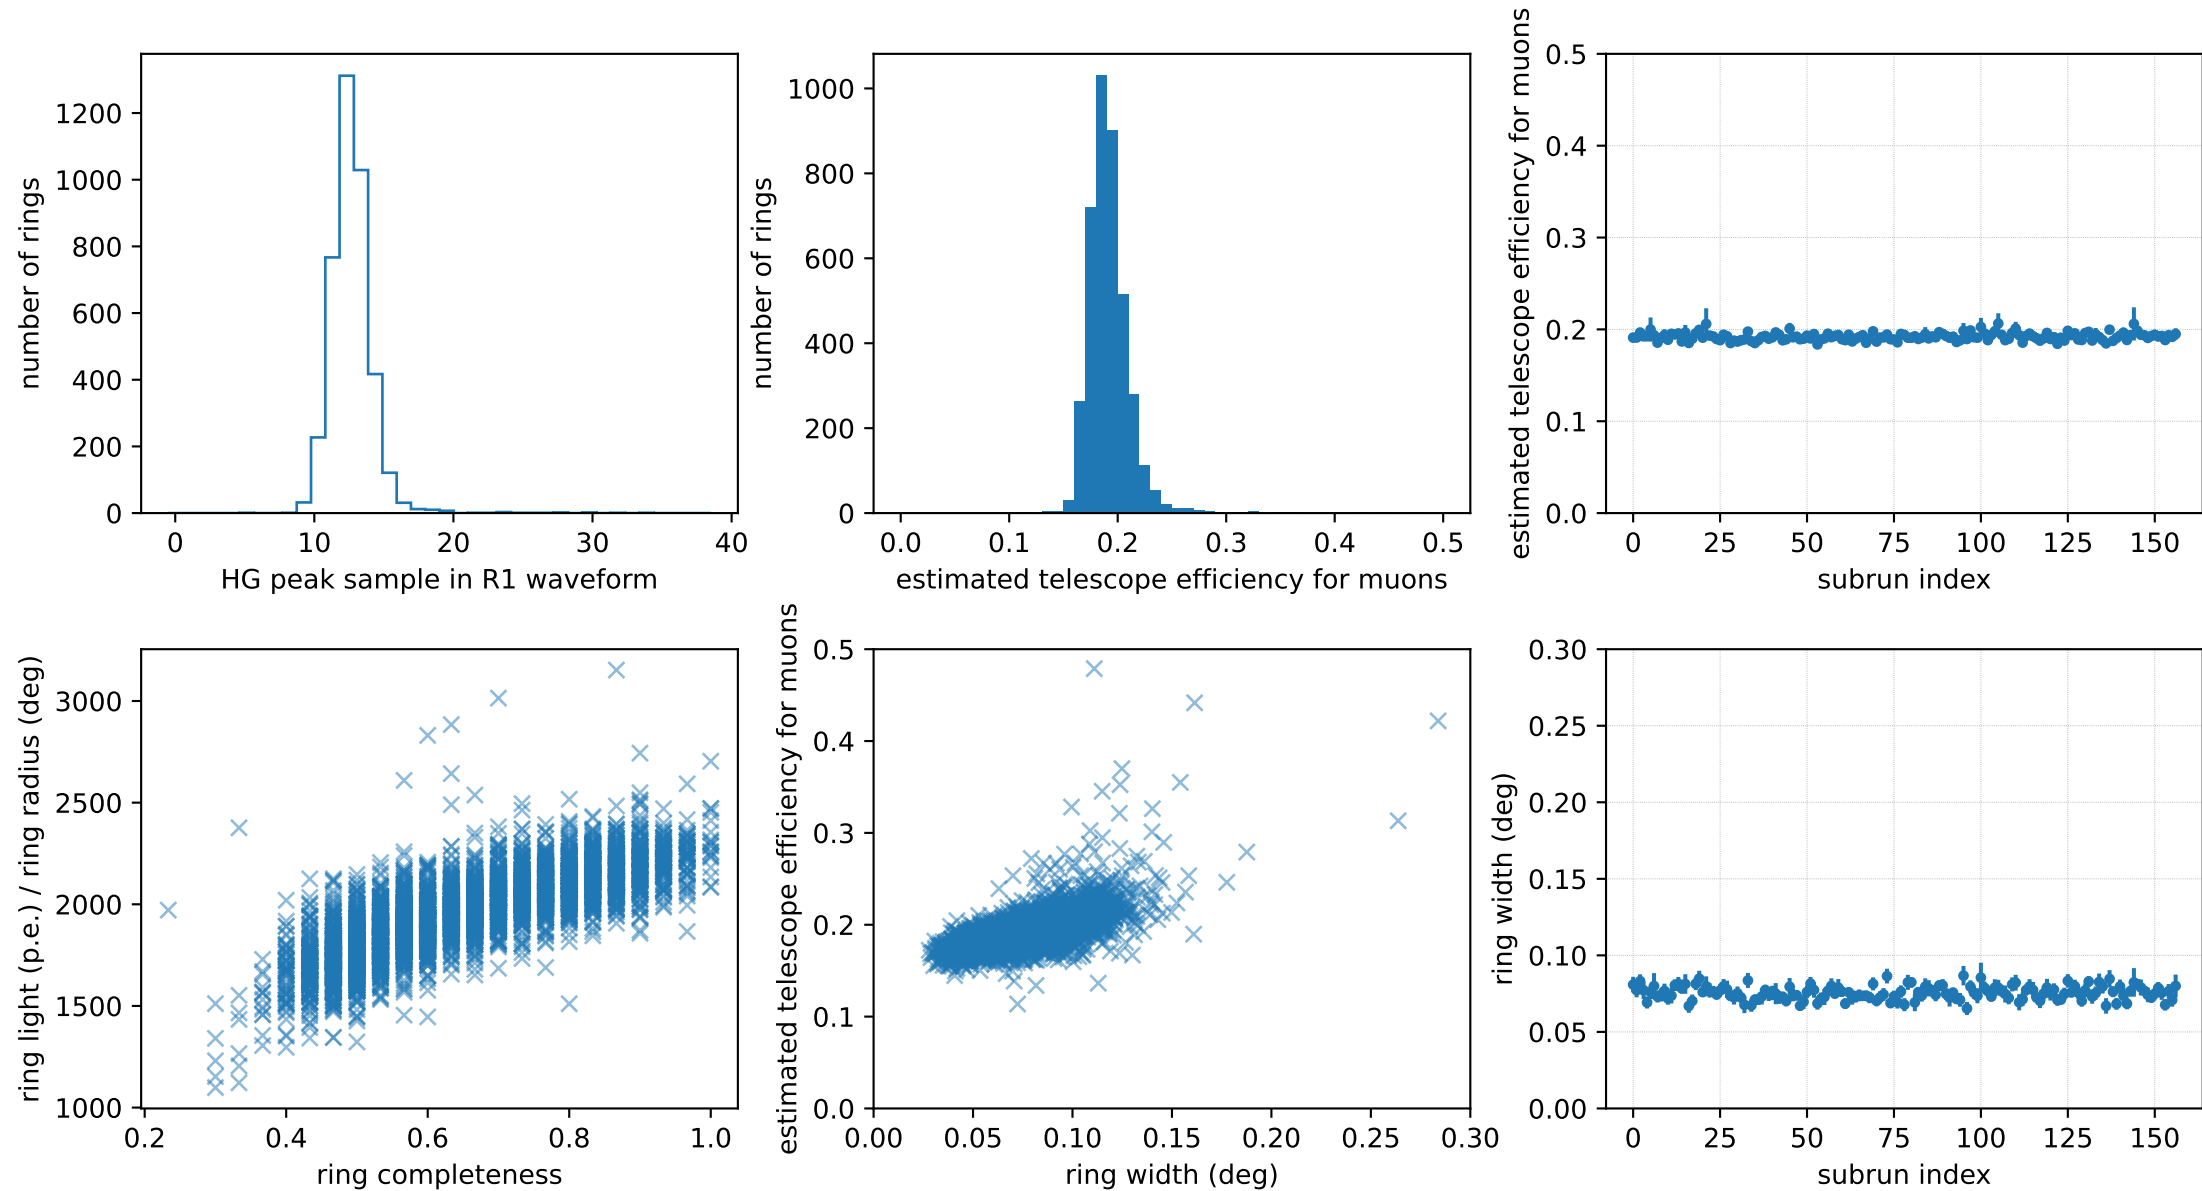 number of rings
1200
1000
800
600
400
200
0
0 10 20 30 40
HG peak sample in R1 waveform
number of rings
1000
800
600
400
200
0
0.0 0.1 0.2 0.3 0.4 0.5
estimated telescope efficiency for muons
estimated telescope efficiency for muons
0.5
0.4
0.3
0.2
0.1
0.0
0 25 50 75 100 125 150
subrun index
ring light (p.e.) / ring radius (deg)
3000
2500
2000
1500
1000
0.2 0.4 0.6 0.8 1.0
ring completeness
estimated telescope efficiency for muons
0.5
0.4
0.3
0.2
0.1
0.0
0.00 0.05 0.10 0.15 0.20 0.25 0.30
ring width (deg)
ring width (deg)
0.30
0.25
0.20
0.15
0.10
0.05
0.00
0 25 50 75 100 125 150
subrun index